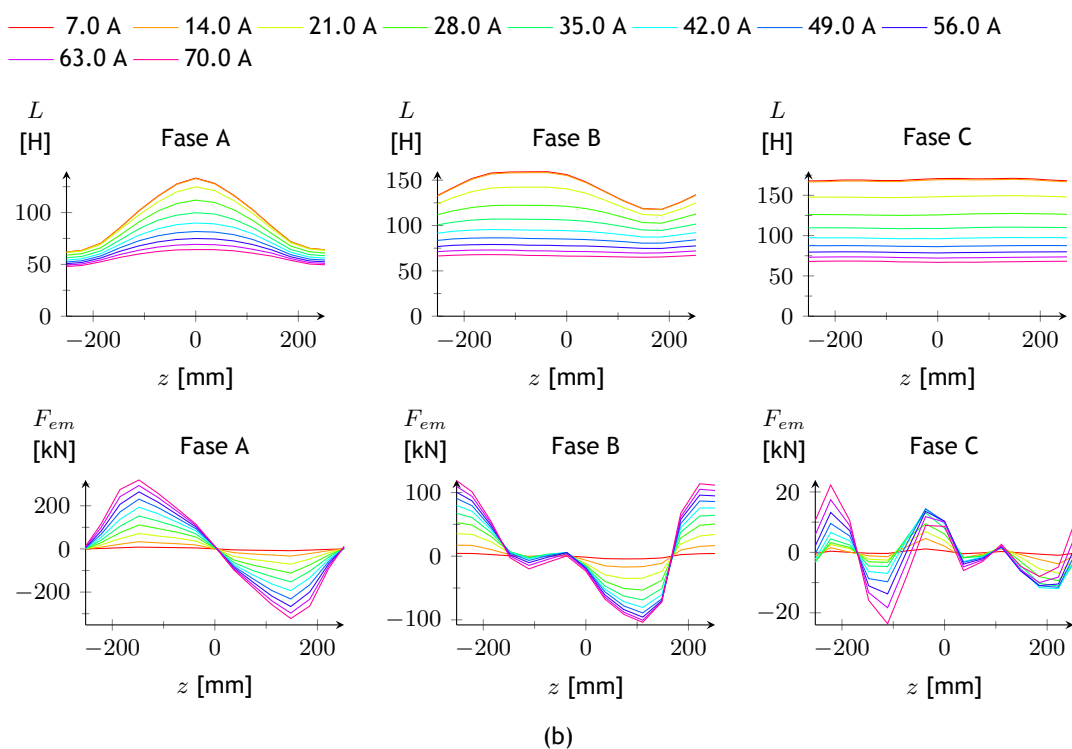 7.0 A 14.0 A 21.0 A 28.0 A 35.0 A 42.0 A 49.0 A 56.0 A
63.0 A 70.0 A
L
[H]
Fase A
100
50
0
−200 0 200
z [mm]
L
[H]
Fase B
150
100
50
0
−200 0 200
z [mm]
L
[H]
Fase C
150
100
50
0
−200 0 200
z [mm]
F_em
[kN]
Fase A
200
0
−200
−200 0 200
z [mm]
F_em
[kN]
Fase B
100
0
−100
−200 0 200
z [mm]
F_em
[kN]
Fase C
20
0
−20
−200 0 200
z [mm]
(b)